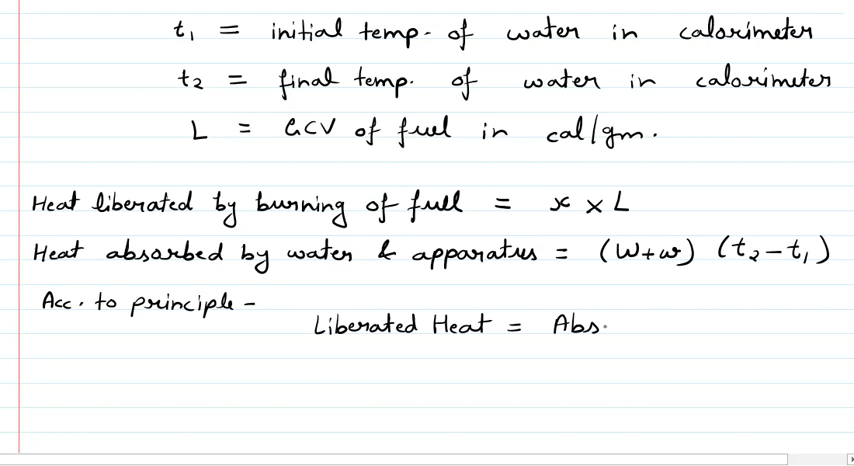 t₁ = initial temp. of water in calorimeter
t₂ = final temp. of water in calorimeter
L = GCV of fuel in cal/gm.
Heat liberated by burning of full = x × L
Heat absorbed by water & apparatus = (W+w) (t₂-t₁)
Acc. to principle -
Liberated Heat = Abs.